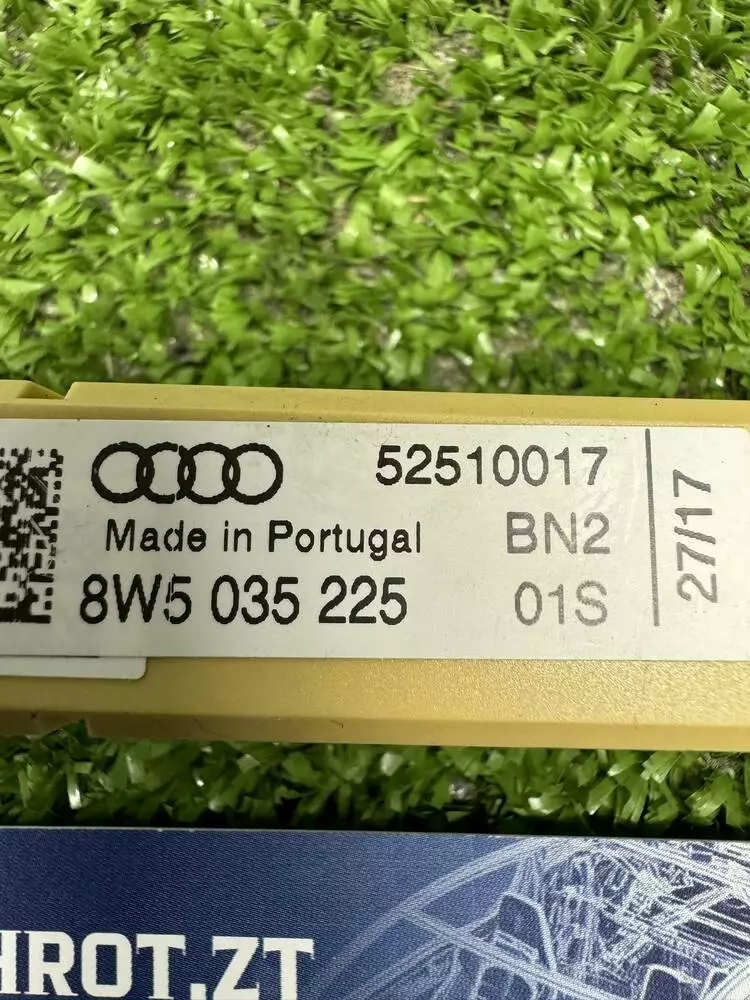 52510017
Made in Portugal BN2
8W5 035 225 01S
27/17
HROT.ZT